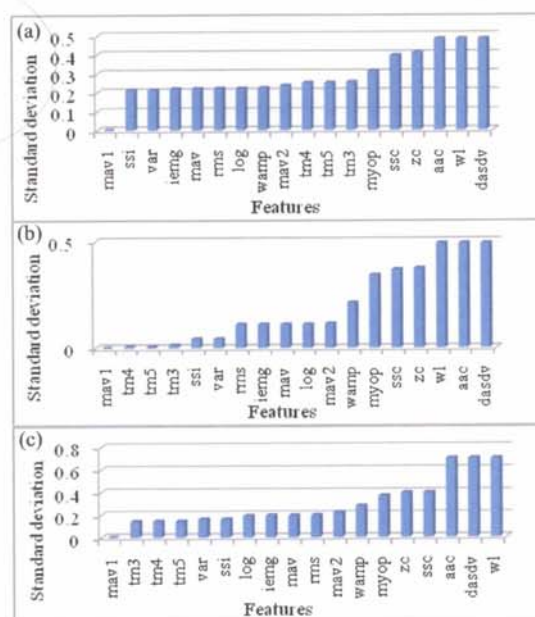 (a)
Standard deviation
0.5
0.4
0.3
0.2
0.1
0
mav1 ssi var iemg mav rms log wamp mav2 tm4 tm5 tm3 myop ssc zc aac wl dasdv
Features
(b)
Standard deviation
0.5
0
mav1 tm4 tm5 tm3 ssi var rms iemg mav log mav2 wamp myop ssc zc wl aac dasdv
Features
(c)
Standard deviation
0.8
0.6
0.4
0.2
0
mav1 tm3 tm4 tm5 var ssi log iemg mav rms mav2 wamp myop zc ssc aac dasdv wl
Features